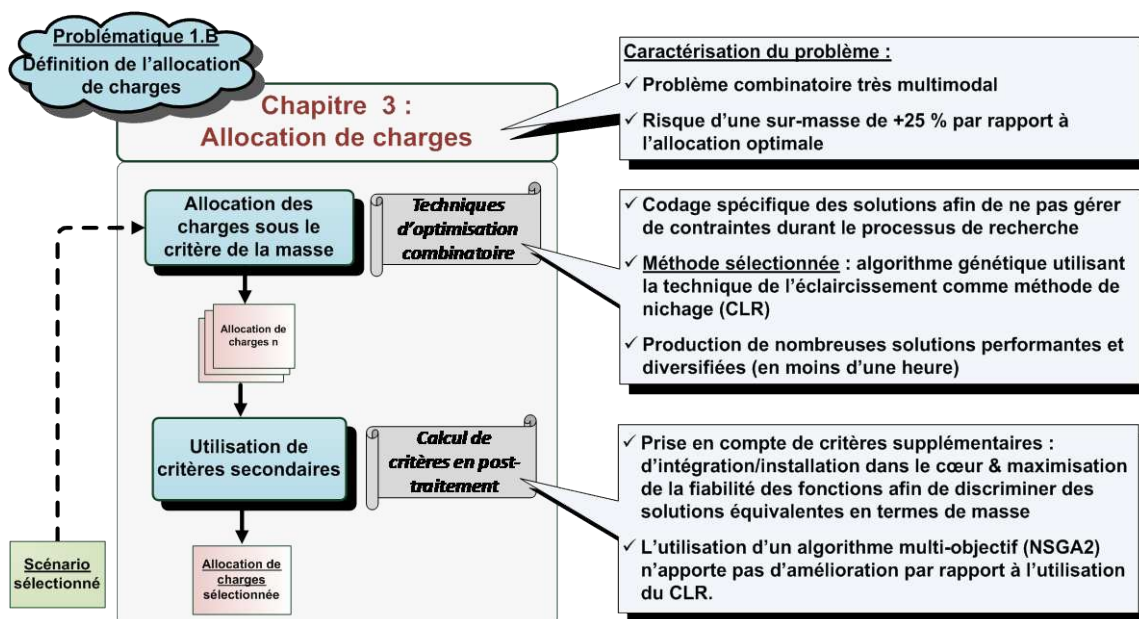 Problématique 1.B
Définition de l'allocation
de charges
Chapitre 3 :
Allocation de charges
Caractérisation du problème :
✓ Problème combinatoire très multimodal
✓ Risque d'une sur-masse de +25 % par rapport à
l'allocation optimale
Allocation des
charges sous le
critère de la masse
Techniques
d'optimisation
combinatoire
✓ Codage spécifique des solutions afin de ne pas gérer
de contraintes durant le processus de recherche
✓ Méthode sélectionnée : algorithme génétique utilisant
la technique de l'éclaircissement comme méthode de
nichage (CLR)
✓ Production de nombreuses solutions performantes et
diversifiées (en moins d'une heure)
Allocation de
charges n
Utilisation de
critères secondaires
Calcul de
critères en post-
traitement
✓ Prise en compte de critères supplémentaires :
d'intégration/installation dans le cœur & maximisation
de la fiabilité des fonctions afin de discriminer des
solutions équivalentes en termes de masse
✓ L'utilisation d'un algorithme multi-objectif (NSGA2)
n'apporte pas d'amélioration par rapport à l'utilisation
du CLR.
Scénario
sélectionné
Allocation de
charges
sélectionnée